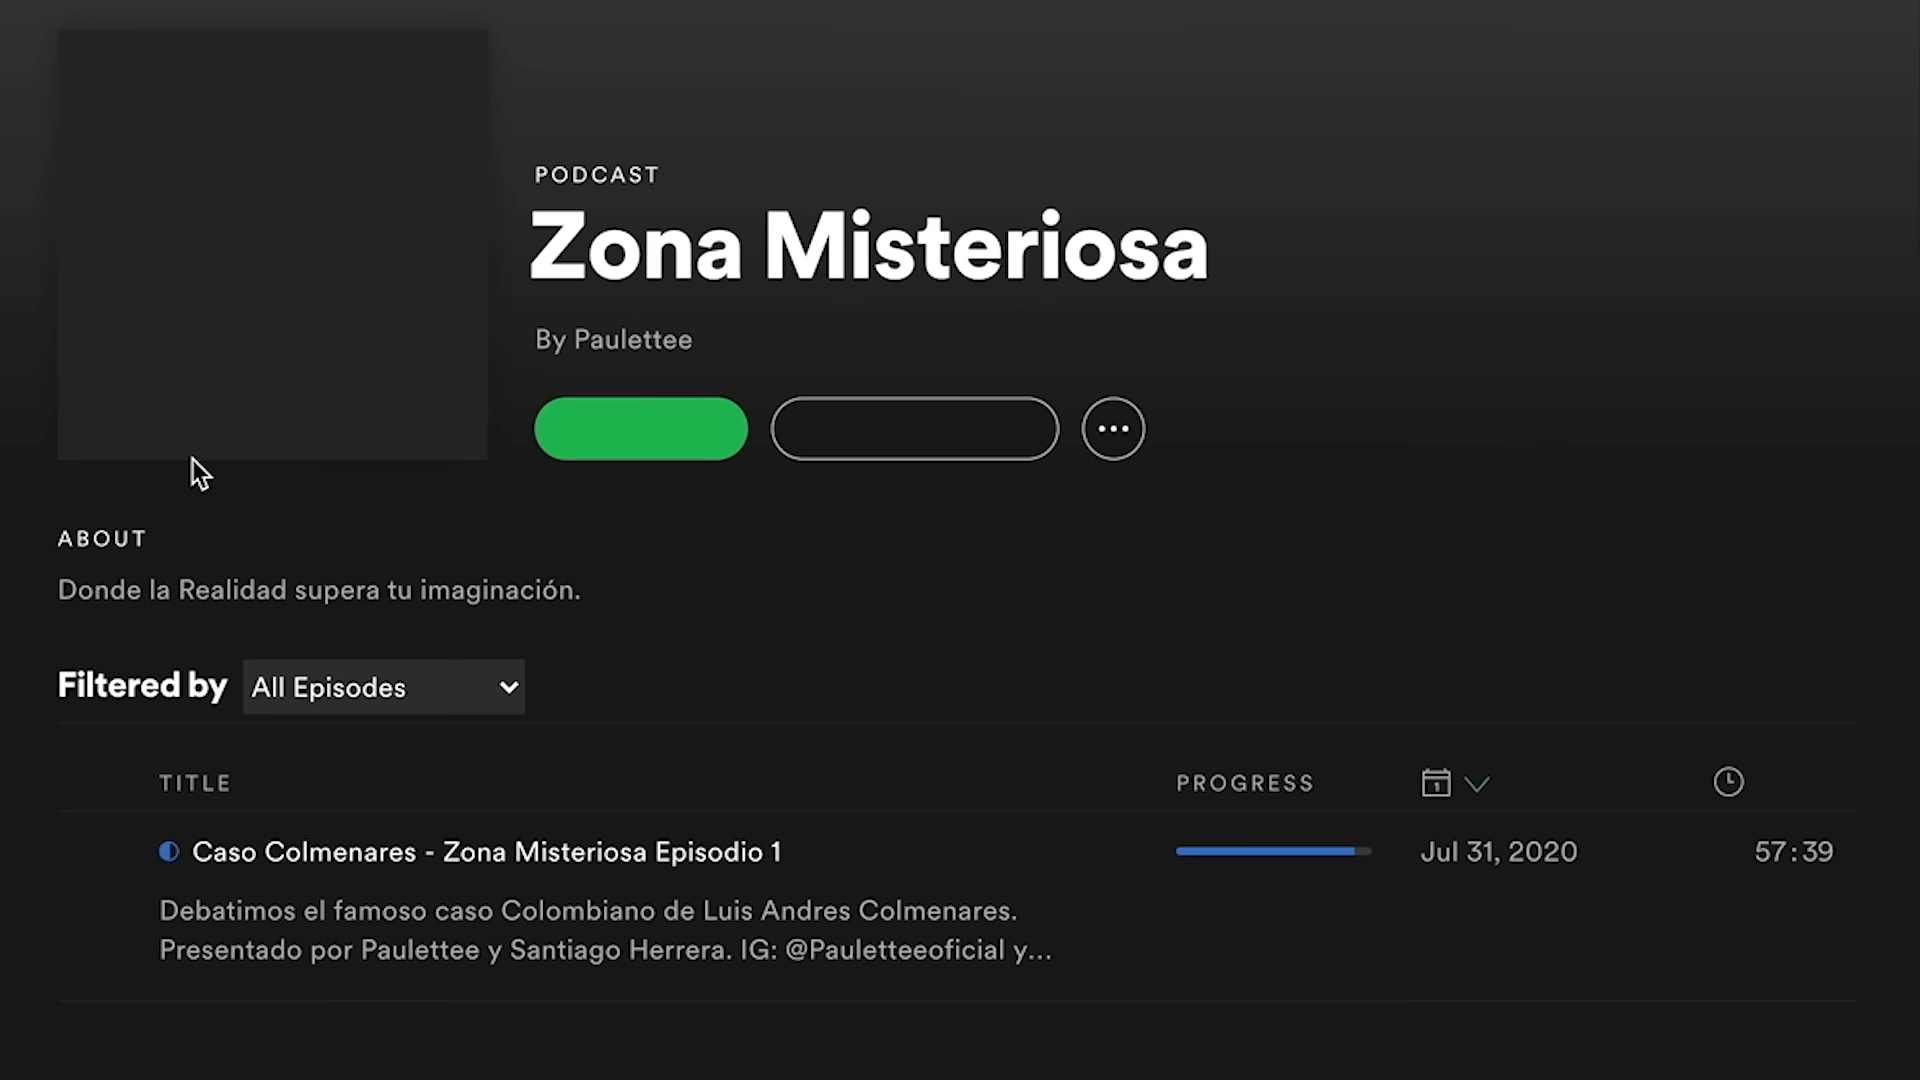 PODCAST
Zona Misteriosa
By Paulettee
ABOUT
Donde la Realidad supera tu imaginación.
Filtered by All Episodes
TITLE PROGRESS 1
Caso Colmenares - Zona Misteriosa Episodio 1 Jul 31, 2020 57:39
Debatimos el famoso caso Colombiano de Luis Andres Colmenares.
Presentado por Paulettee y Santiago Herrera. IG: @Pauletteeoficial y...